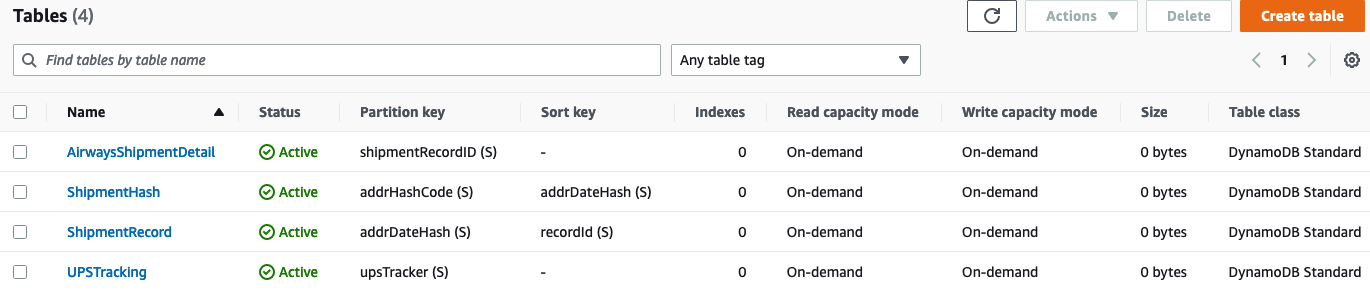 Tables (4)
Actions
Delete
Create table
Find tables by table name
Any table tag
1
Name Status Partition key Sort key Indexes Read capacity mode Write capacity mode Size Table class
AirwaysShipmentDetail Active shipmentRecordID (S) - 0 On-demand On-demand 0 bytes DynamoDB Standard
ShipmentHash Active addrHashCode (S) addrDateHash (S) 0 On-demand On-demand 0 bytes DynamoDB Standard
ShipmentRecord Active addrDateHash (S) recordId (S) 0 On-demand On-demand 0 bytes DynamoDB Standard
UPSTracking Active upsTracker (S) - 0 On-demand On-demand 0 bytes DynamoDB Standard